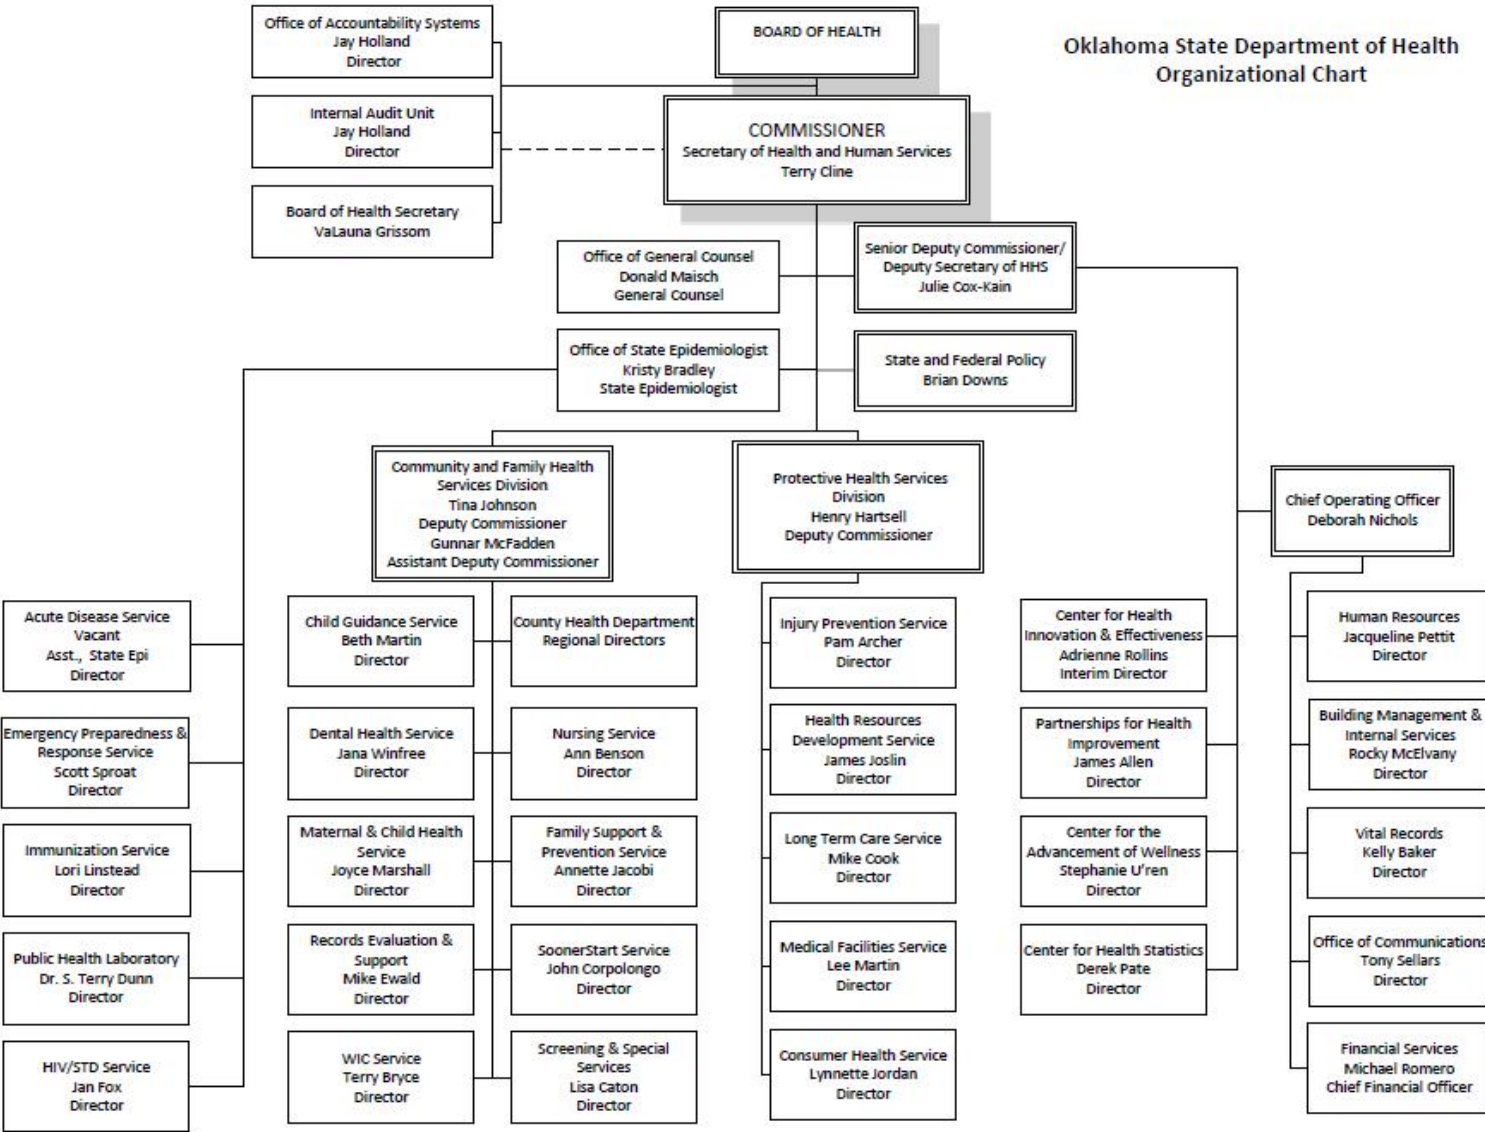 Oklahoma State Department of Health
Organizational Chart
Office of Accountability Systems
Jay Holland
Director
BOARD OF HEALTH
Internal Audit Unit
Jay Holland
Director
COMMISSIONER
Secretary of Health and Human Services
Terry Cline
Board of Health Secretary
VaLauna Grissom
Office of General Counsel
Donald Maisch
General Counsel
Senior Deputy Commissioner/
Deputy Secretary of HHS
Julie Cox-Kain
Office of State Epidemiologist
Kristy Bradley
State Epidemiologist
State and Federal Policy
Brian Downs
Community and Family Health
Services Division
Tina Johnson
Deputy Commissioner
Gunnar McFadden
Assistant Deputy Commissioner
Protective Health Services
Division
Henry Hartsell
Deputy Commissioner
Chief Operating Officer
Deborah Nichols
Acute Disease Service
Vacant
Asst., State Epi
Director
Emergency Preparedness &
Response Service
Scott Sproat
Director
Immunization Service
Lori Linstead
Director
Public Health Laboratory
Dr. S. Terry Dunn
Director
HIV/STD Service
Jan Fox
Director
Child Guidance Service
Beth Martin
Director
Dental Health Service
Jana Winfree
Director
Maternal & Child Health
Service
Joyce Marshall
Director
Records Evaluation &
Support
Mike Ewald
Director
WIC Service
Terry Bryce
Director
County Health Department
Regional Directors
Nursing Service
Ann Benson
Director
Family Support &
Prevention Service
Annette Jacobi
Director
SoonerStart Service
John Corpolongo
Director
Screening & Special
Services
Lisa Caton
Director
Injury Prevention Service
Pam Archer
Director
Health Resources
Development Service
James Joslin
Director
Long Term Care Service
Mike Cook
Director
Medical Facilities Service
Lee Martin
Director
Consumer Health Service
Lynnette Jordan
Director
Center for Health
Innovation & Effectiveness
Adrienne Rollins
Interim Director
Partnerships for Health
Improvement
James Allen
Director
Center for the
Advancement of Wellness
Stephanie U'ren
Director
Center for Health Statistics
Derek Pate
Director
Human Resources
Jacqueline Pettit
Director
Building Management &
Internal Services
Rocky McElvany
Director
Vital Records
Kelly Baker
Director
Office of Communications
Tony Sellars
Director
Financial Services
Michael Romero
Chief Financial Officer